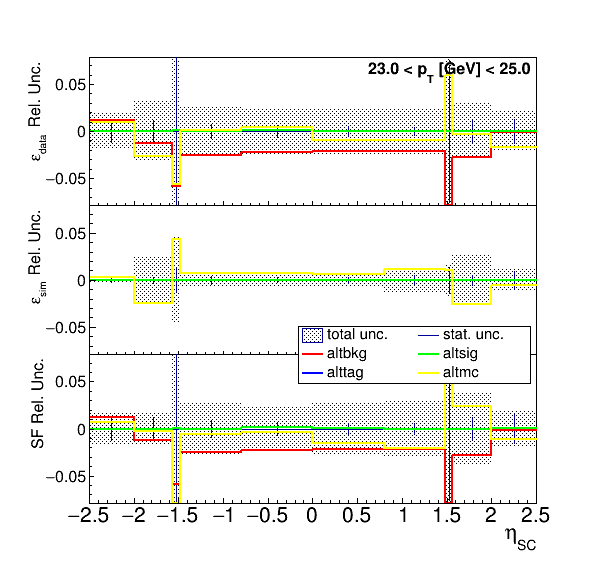 23.0 < p_T [GeV] < 25.0
ε_data Rel. Unc.
0.05
0
−0.05
ε_sim Rel. Unc.
0.05
0
−0.05
total unc. stat. unc.
altbkg altsig
alttag altmc
SF Rel. Unc.
0.05
0
−0.05
−2.5 −2 −1.5 −1 −0.5 0 0.5 1 1.5 2 2.5
η_SC